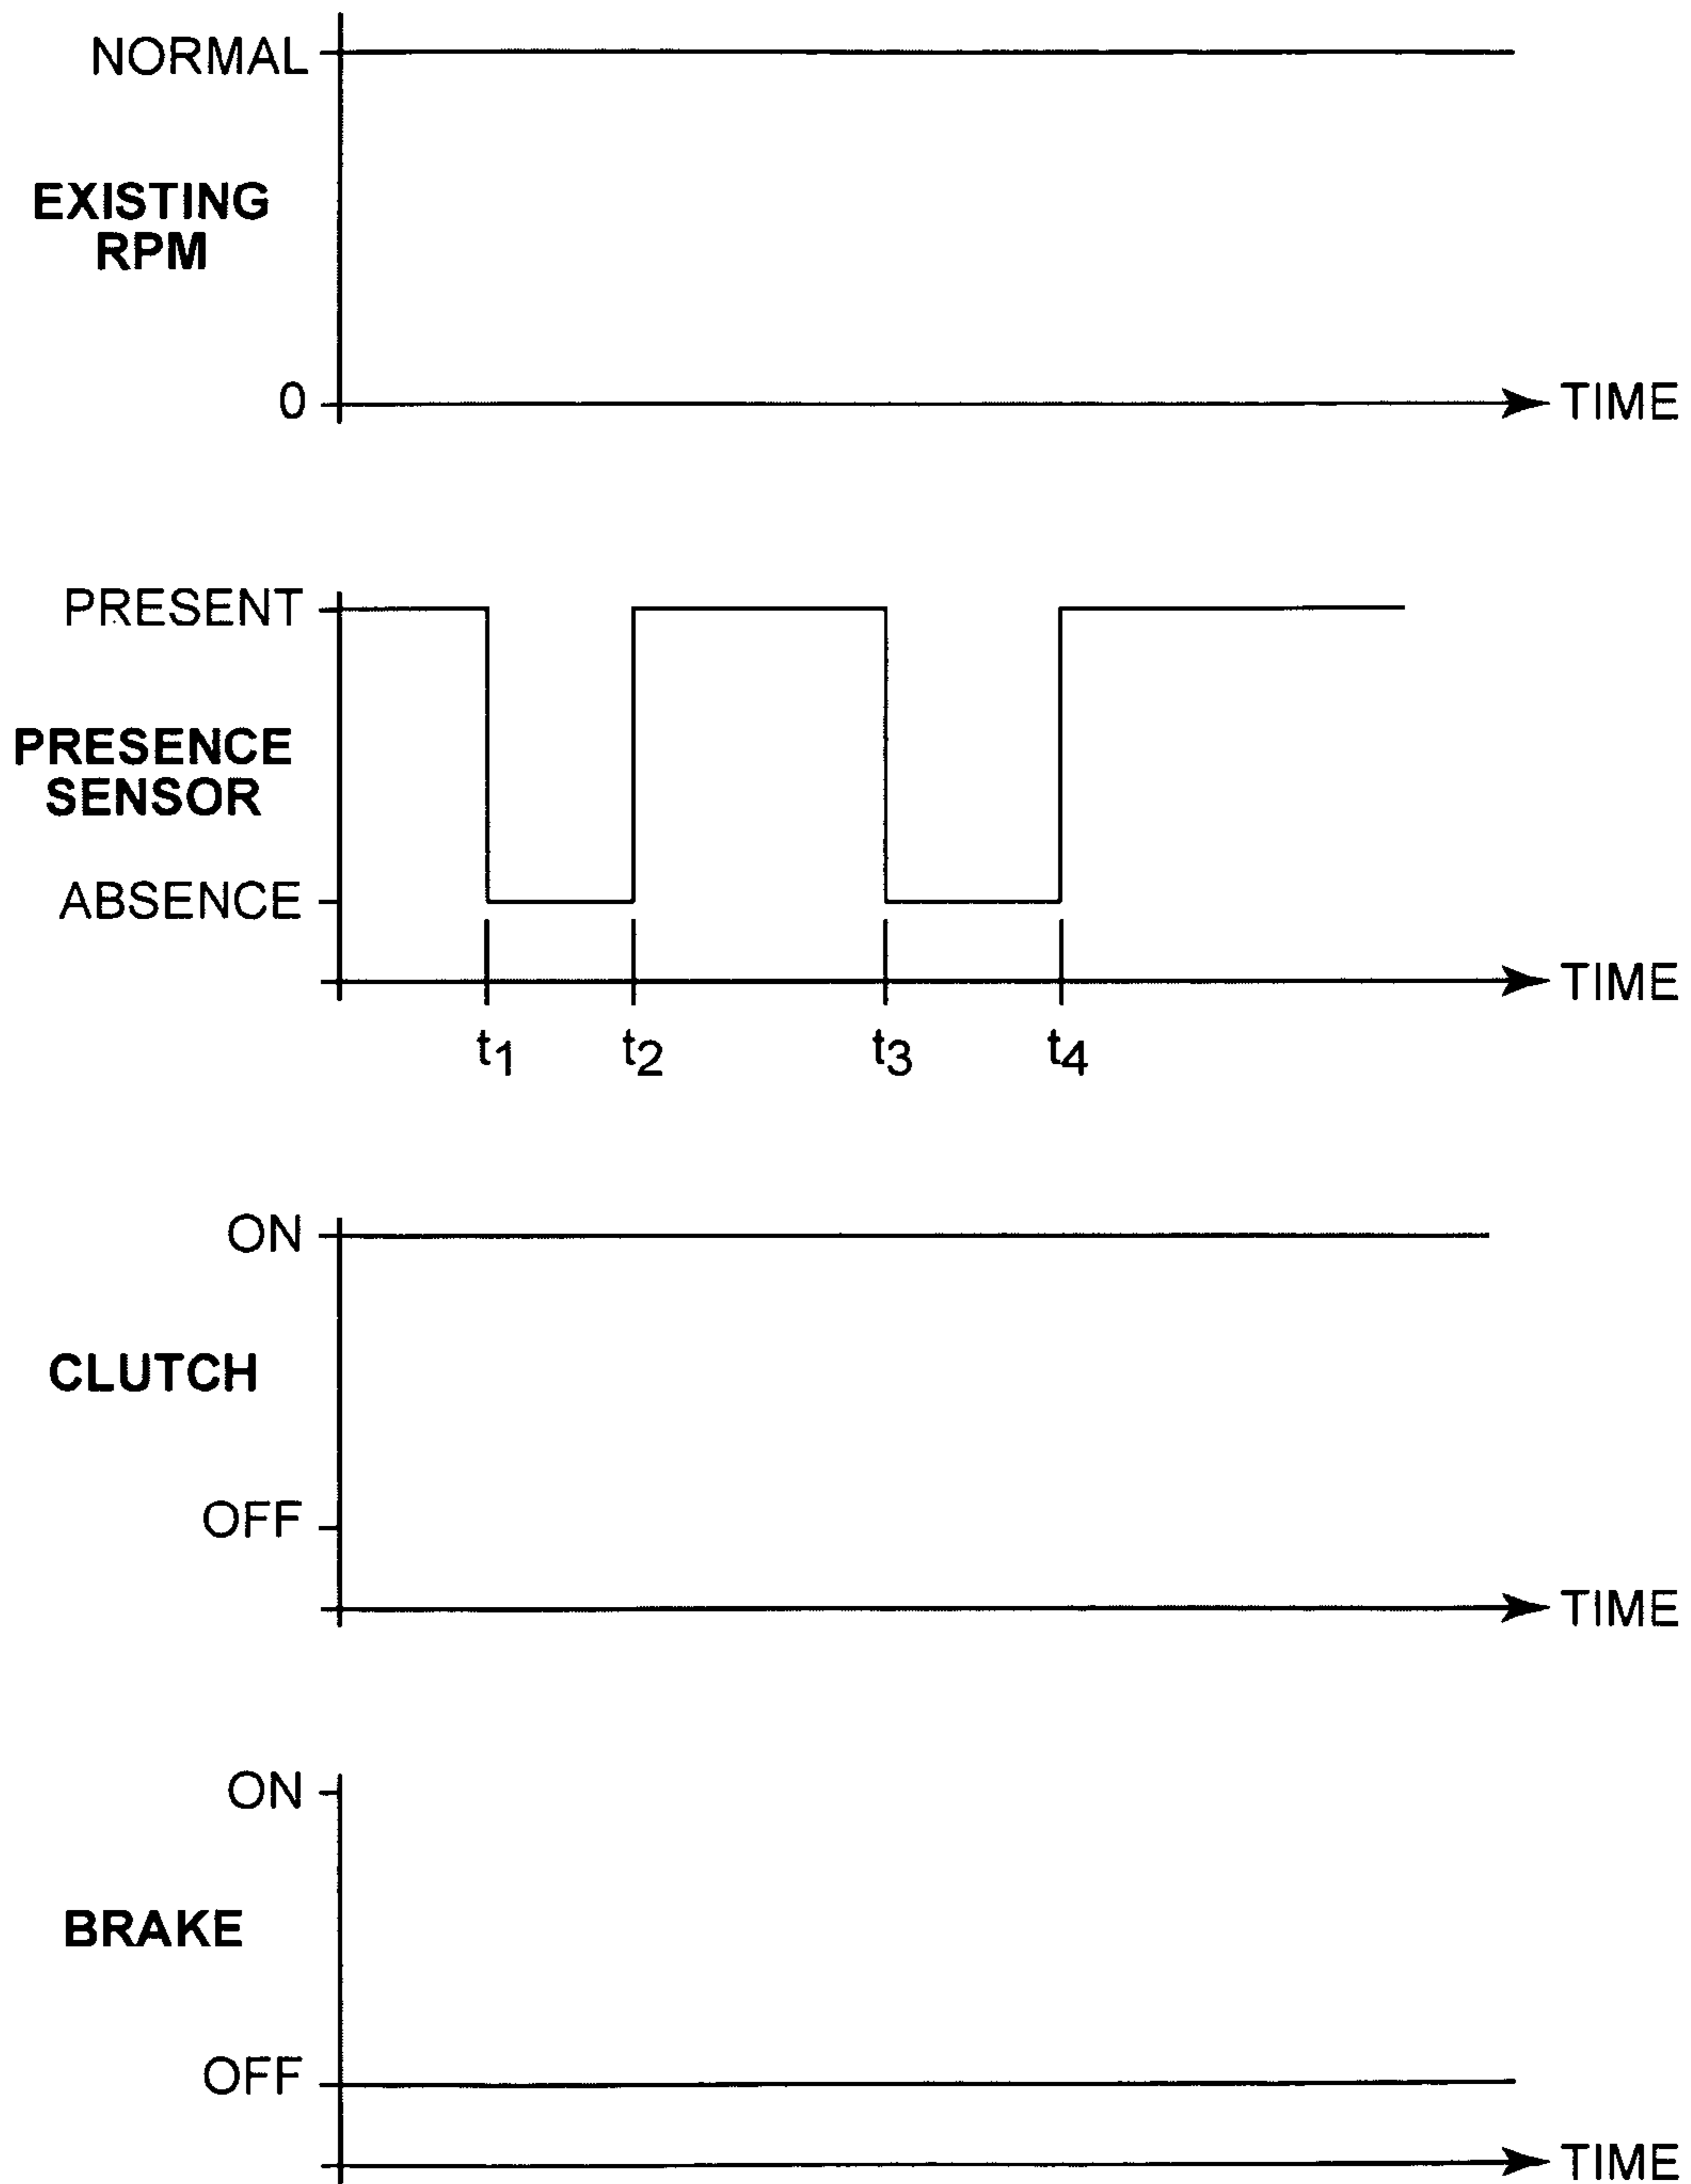 NORMAL
EXISTING
RPM
0
TIME
PRESENT
PRESENCE
SENSOR
ABSENCE
TIME
t1 t2 t3 t4
ON
CLUTCH
OFF
TIME
ON
BRAKE
OFF
TIME